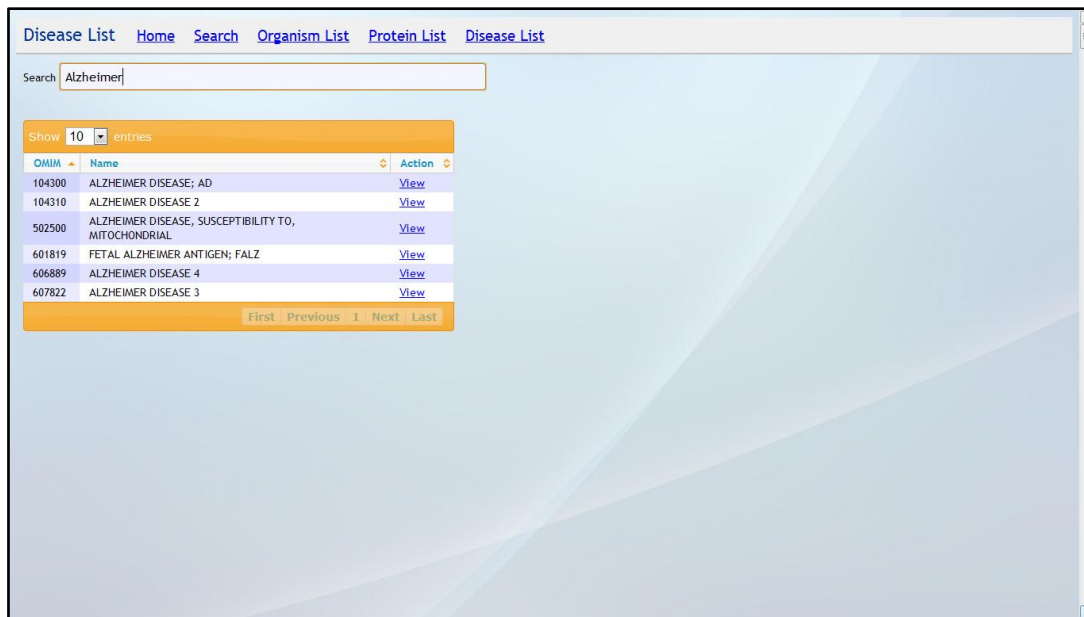 Disease List Home Search Organism List Protein List Disease List
Search Alzheimer
Show 10 entries
OMIM Name Action
104300 ALZHEIMER DISEASE; AD View
104310 ALZHEIMER DISEASE 2 View
502500 ALZHEIMER DISEASE, SUSCEPTIBILITY TO, View
MITOCHONDRIAL
601819 FETAL ALZHEIMER ANTIGEN; FALZ View
606889 ALZHEIMER DISEASE 4 View
607822 ALZHEIMER DISEASE 3 View
First Previous 1 Next Last